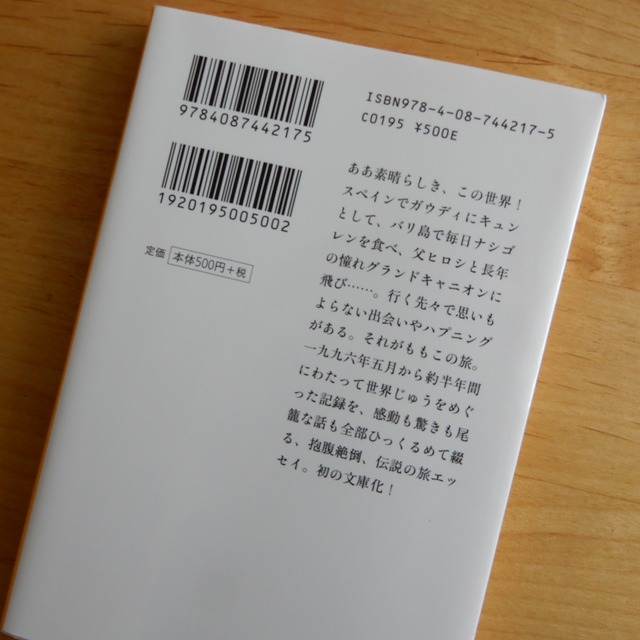 9784087442175
1920195005002
定価 本体500円+税
ISBN978-4-08-744217-5
C0195 ¥500E
ああ素晴らしき、この世界！
スペインでガウディにキュン
として、バリ島で毎日ナシゴ
レンを食べ、父ヒロシと長年
の憧れグランドキャニオンに
飛び……。行く先々で思いも
よらない出会いやハプニング
がある。それがももこの旅。
一九九六年五月から約半年間
にわたって世界じゅうをめぐ
った記録を、感動も驚きも尾
籠な話も全部ひっくるめて綴
る、抱腹絶倒、伝説の旅エッ
セイ。初の文庫化！